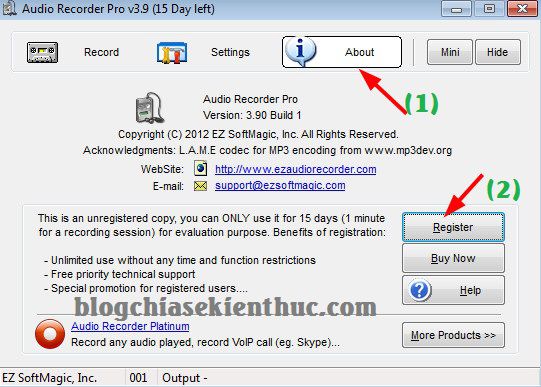 Audio Recorder Pro v3.9 (15 Day left)
Record
Settings
About
Mini
Hide
(1)
Audio Recorder Pro
Version: 3.90 Build 1
Copyright (C) 2012 EZ SoftMagic, Inc. All Rights Reserved.
Acknowledgments: L.A.M.E codec for MP3 encoding from www.mp3dev.org
WebSite: http://www.ezaudiorecorder.com
E-mail: support@ezsoftmagic.com
(2)
This is an unregistered copy, you can ONLY use it for 15 days (1 minute
for a recording session) for evaluation purpose. Benefits of registration:
- Unlimited use without any time and function restrictions
- Free priority technical support
- Special promotion for registered users....
Register
Buy Now
Help
blogchiasekienthuc.com
Audio Recorder Platinum
Record any audio played, record VoIP call (eg. Skype)...
More Products >>
EZ SoftMagic, Inc.
001
Output -